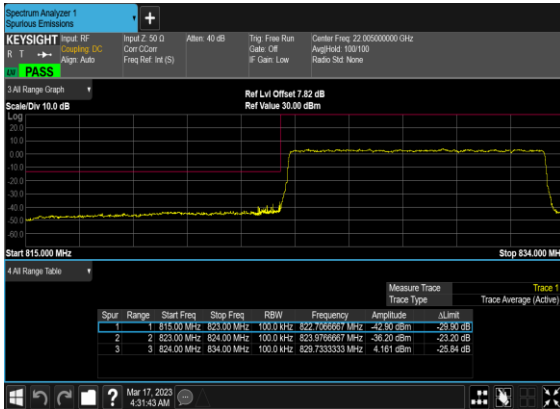 Spectrum Analyzer 1
Spurious Emissions
+
KEYSIGHT Input: RF Input Z: 50 Ω Atten: 40 dB Trig: Free Run Center Freq: 22.005000000 GHz
R T Coupling: DC Corr CCorr Gate: Off Avg|Hold: 100/100
Align: Auto Freq Ref: Int (S) IF Gain: Low Radio Std: None
PASS
3 All Range Graph
Ref Lvl Offset 7.82 dB
Scale/Div 10.0 dB Ref Value 30.00 dBm
Log
20.0
10.0
0.00
-10.0
-20.0
-30.0
-40.0
-50.0
-60.0
Start 815.000 MHz Stop 834.000 MH
4 All Range Table
Measure Trace Trace 1
Trace Type Trace Average (Active)
Spur Range Start Freq Stop Freq RBW Frequency Amplitude ΔLimit
1 1 815.00 MHz 823.00 MHz 100.0 kHz 822.7066667 MHz -42.90 dBm -29.90 dB
2 2 823.00 MHz 824.00 MHz 100.0 kHz 823.9766667 MHz -36.20 dBm -23.20 dB
3 3 824.00 MHz 834.00 MHz 100.0 kHz 829.7333333 MHz 4.161 dBm -25.84 dB
? Mar 17, 2023
4:31:43 AM